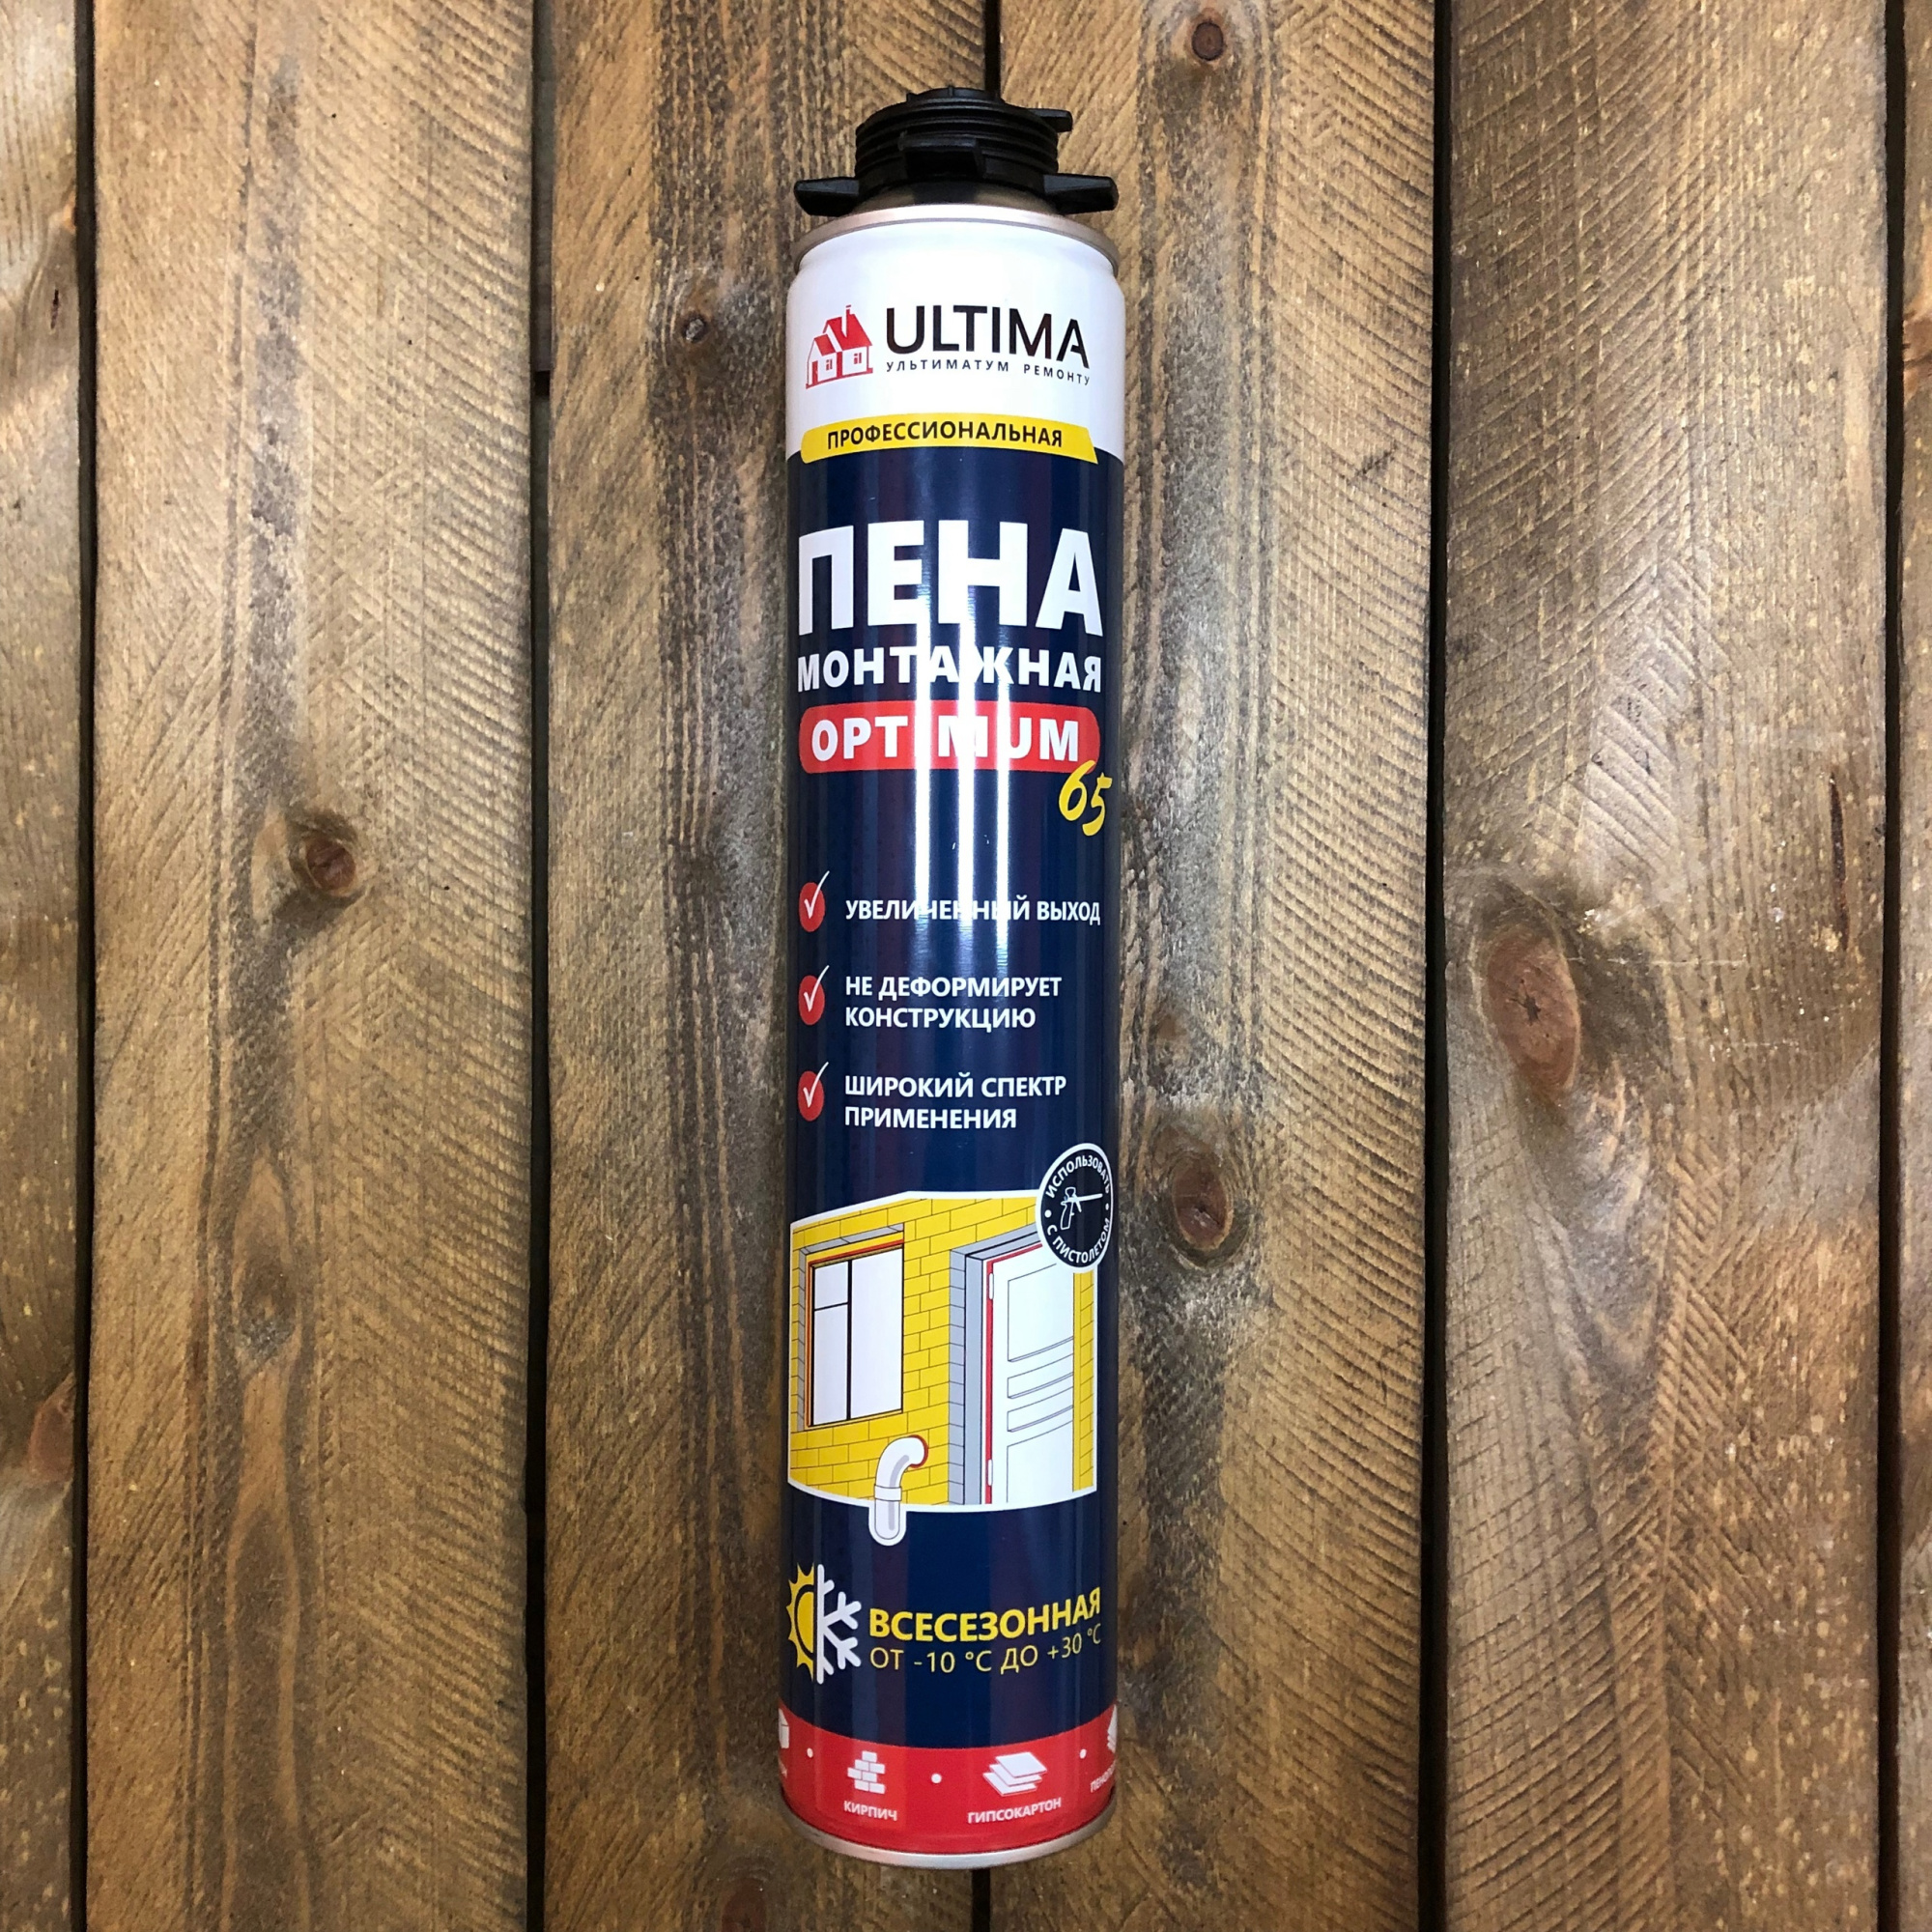 ULTIMA
УЛЬТИМАТУМ РЕМОНТУ
ПРОФЕССИОНАЛЬНАЯ
ПЕНА
МОНТАЖНАЯ
OPTIMUM
65
УВЕЛИЧЕННЫЙ ВЫХОД
НЕ ДЕФОРМИРУЕТ
КОНСТРУКЦИЮ
ШИРОКИЙ СПЕКТР
ПРИМЕНЕНИЯ
ИСПОЛЬЗОВАТЬ
С ПИСТОЛЕТОМ
ВСЕСЕЗОННАЯ
ОТ -10 °С ДО +30 °С
КИРПИЧ
ГИПСОКАРТОН